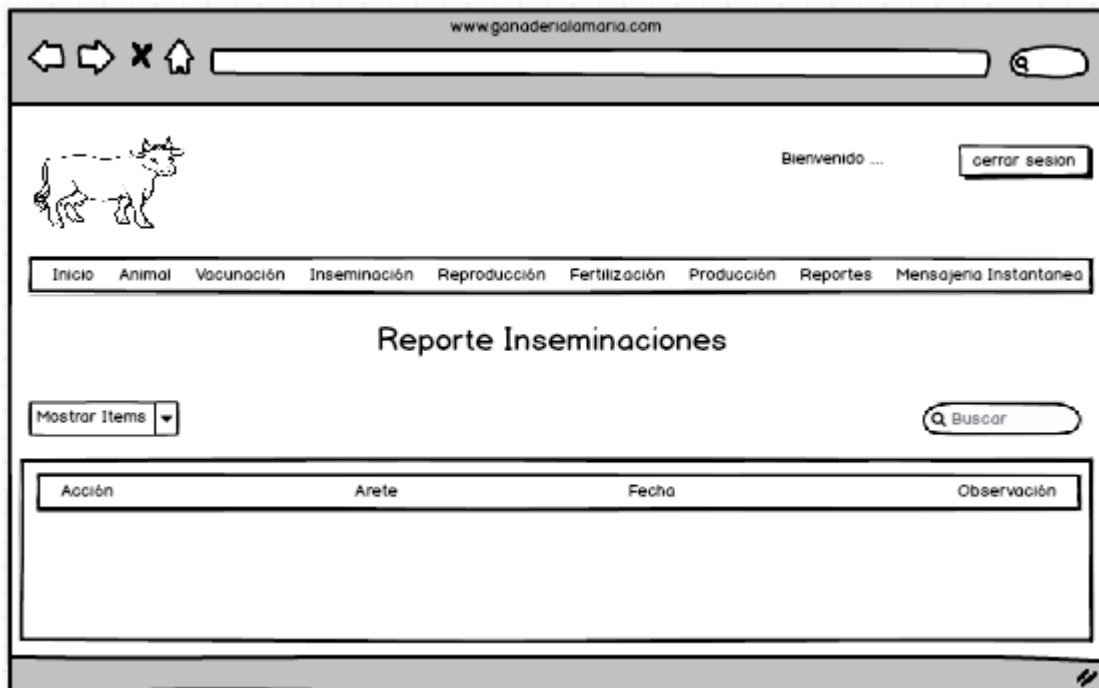 www.ganaderialamaria.com
Bienvenido ...
cerrar sesion
Inicio Animal Vacunación Inseminación Reproducción Fertilización Producción Reportes Mensajeria Instantanea
Reporte Inseminaciones
Mostrar Items
Buscar
Acción Arete Fecha Observación